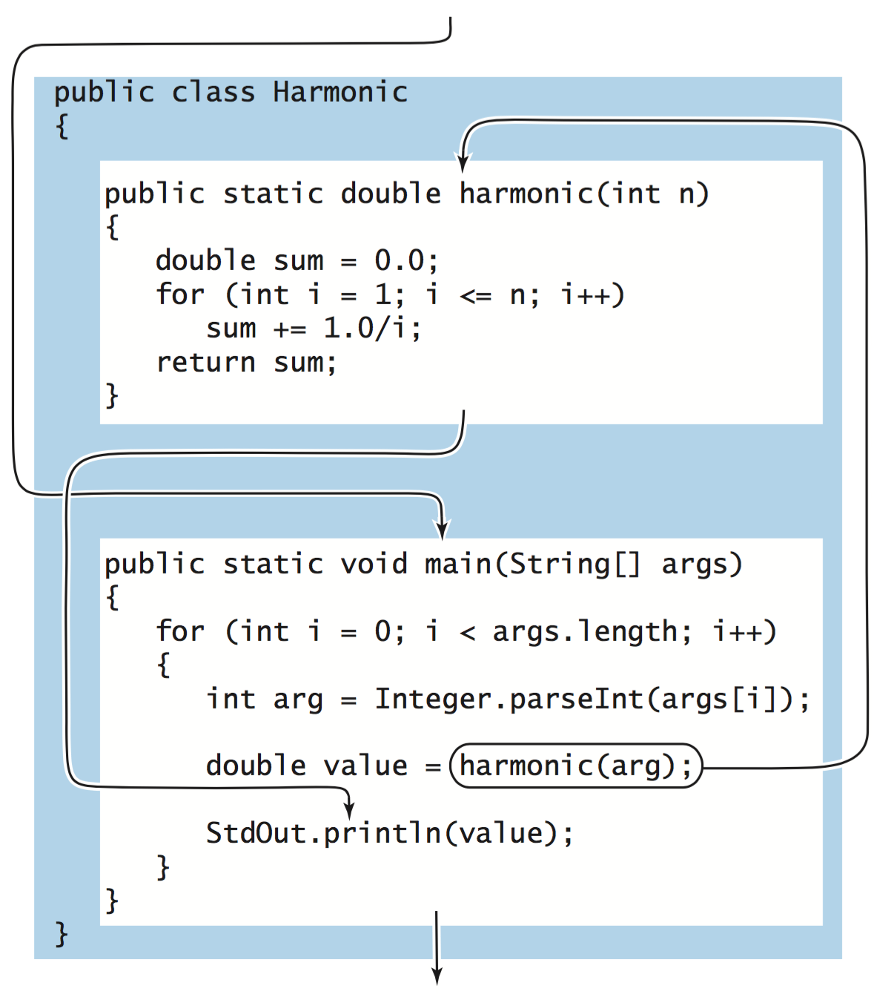 public class Harmonic
{
public static double harmonic(int n)
{
double sum = 0.0;
for (int i = 1; i <= n; i++)
sum += 1.0/i;
return sum;
}
public static void main(String[] args)
{
for (int i = 0; i < args.length; i++)
{
int arg = Integer.parseInt(args[i]);
double value = harmonic(arg);
StdOut.println(value);
}
}
}